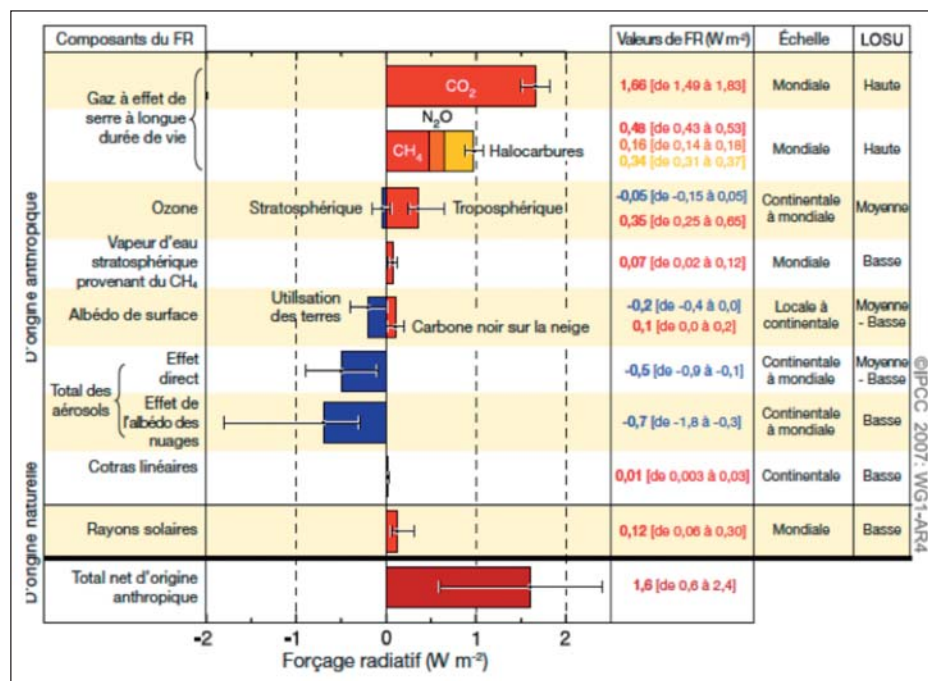 Composants du FR
Valeurs de FR (W m-2)
Échelle
LOSU
D'origine anthropique
Gaz à effet de
serre à longue
durée de vie
CO2
1,66 [de 1,49 à 1,83]
Mondiale
Haute
N2O
CH4
Halocarbures
0,48 [de 0,43 à 0,53]
0,16 [de 0,14 à 0,18]
0,34 [de 0,31 à 0,37]
Mondiale
Haute
Ozone
Stratosphérique
Troposphérique
-0,05 [de -0,15 à 0,05]
0,35 [de 0,25 à 0,65]
Continentale
à mondiale
Moyenne
Vapeur d'eau
stratosphérique
provenant du CH4
0,07 [de 0,02 à 0,12]
Mondiale
Basse
Albédo de surface
Utilisation
des terres
Carbone noir sur la neige
-0,2 [de -0,4 à 0,0]
0,1 [de 0,0 à 0,2]
Locale à
continentale
Moyenne
- Basse
Total des
aérosols
Effet
direct
-0,5 [de -0,9 à -0,1]
Continentale
à mondiale
Moyenne
- Basse
Effet de
l'albédo des
nuages
-0,7 [de -1,8 à -0,3]
Continentale
à mondiale
Basse
Cotras linéaires
0,01 [de 0,003 à 0,03]
Continentale
Basse
D'origine naturelle
Rayons solaires
0,12 [de 0,06 à 0,30]
Mondiale
Basse
Total net d'origine
anthropique
1,6 [de 0,6 à 2,4]
-2 -1 0 1 2
Forçage radiatif (W m-2)
©IPCC 2007: WG1-AR4